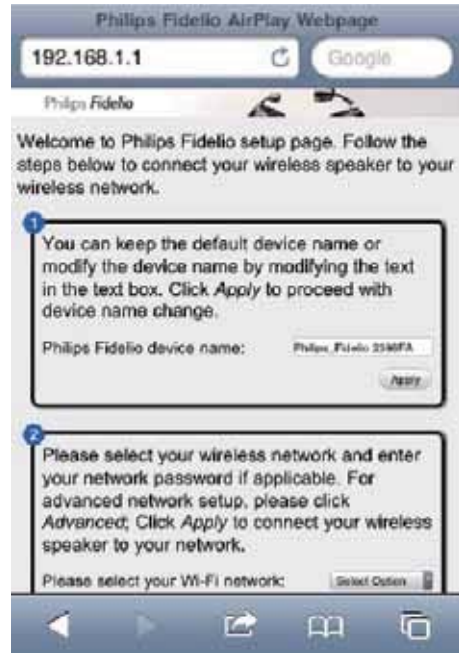 Philips Fidelio AirPlay Webpage
192.168.1.1
Google
Philips Fidelio
Welcome to Philips Fidelio setup page. Follow the
steps below to connect your wireless speaker to your
wireless network.
1
You can keep the default device name or
modify the device name by modifying the text
in the text box. Click Apply to proceed with
device name change.
Philips Fidelio device name:
Philips_Fidelio
Apply
2
Please select your wireless network and enter
your network password if applicable. For
advanced network setup, please click
Advanced; Click Apply to connect your wireless
speaker to your network.
Please select your Wi-Fi network:
Select Option